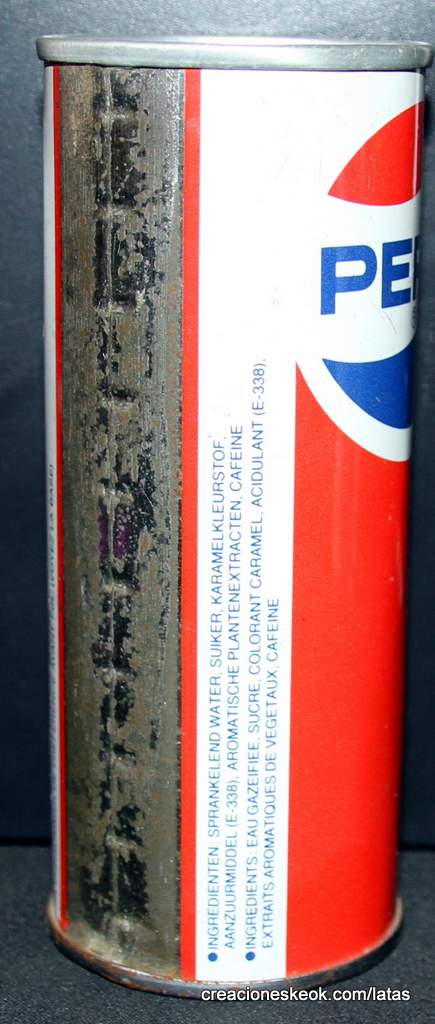 PEP
INGREDIENTEN: SPRANKELEND WATER, SUIKER, KARAMELKLEURSTOF,
AANZUURMIDDEL (E-338), AROMATISCHE PLANTENEXTRACTEN, CAFEINE
INGREDIENTS: EAU GAZEIFIEE, SUCRE, COLORANT CARAMEL, ACIDULANT (E-338),
EXTRAITS AROMATIQUES DE VEGETAUX, CAFEINE
creacioneskeok.com/latas